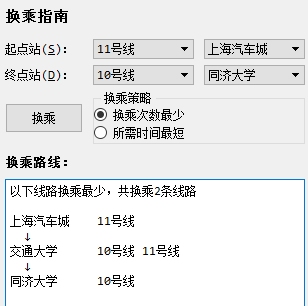 换乘指南
起点站(S): 11号线 上海汽车城
终点站(D): 10号线 同济大学
换乘策略
换乘 换乘次数最少
所需时间最短
换乘路线:
以下线路换乘最少，共换乘2条线路
上海汽车城 11号线
↓
交通大学 10号线 11号线
↓
同济大学 10号线